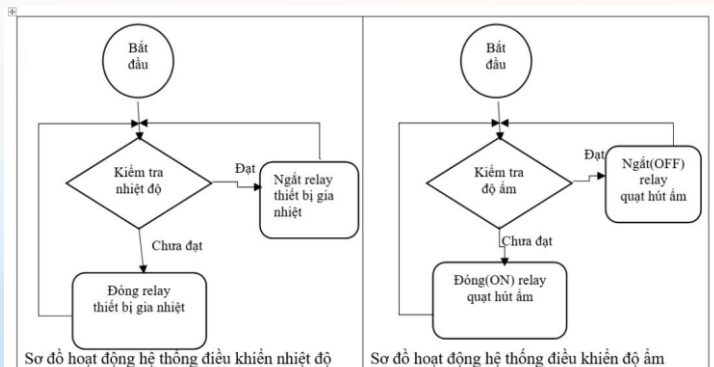 Bắt
đầu
Kiểm tra
nhiệt độ
Đạt
Ngắt relay
thiết bị gia
nhiệt
Chưa đạt
Đóng relay
thiết bị gia nhiệt
Sơ đồ hoạt động hệ thống điều khiển nhiệt độ
Bắt
đầu
Kiểm tra
độ ẩm
Đạt
Ngắt(OFF)
relay
quạt hút ẩm
Chưa đạt
Đóng(ON) relay
quạt hút ẩm
Sơ đồ hoạt động hệ thống điều khiển độ ẩm